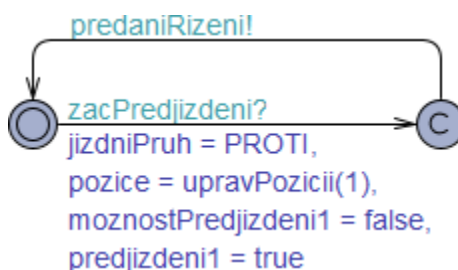 predaniRizeni!
zacPredjizdeni?
C
jizdniPruh = PROTI,
pozice = upravPozicii(1),
moznostPredjizdeni1 = false,
predjizdeni1 = true